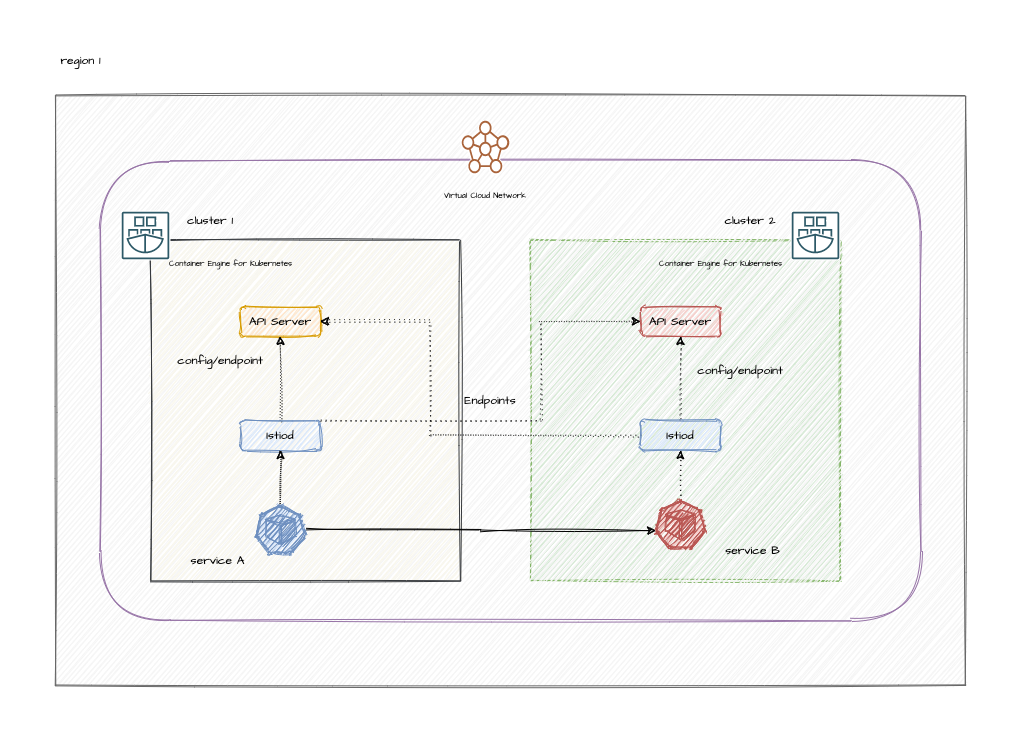 region 1
Virtual Cloud Network
cluster 1
cluster 2
Container Engine for Kubernetes
Container Engine for Kubernetes
API Server
API Server
config/endpoint
config/endpoint
Endpoints
Istiod
Istiod
service A
service B